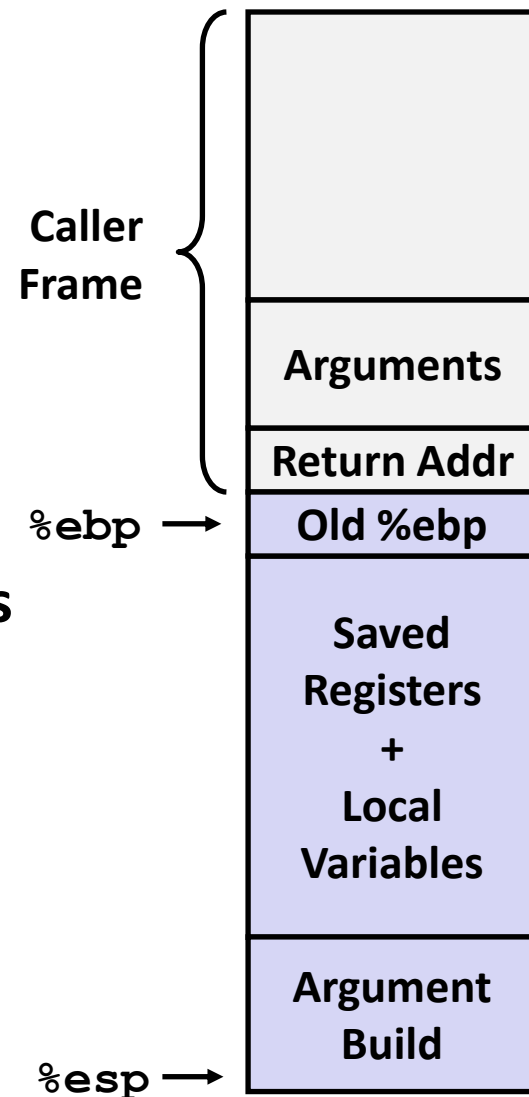 Caller
Frame
Arguments
Return Addr
%ebp
Old %ebp
s
Saved
Registers
+
Local
Variables
Argument
Build
%esp